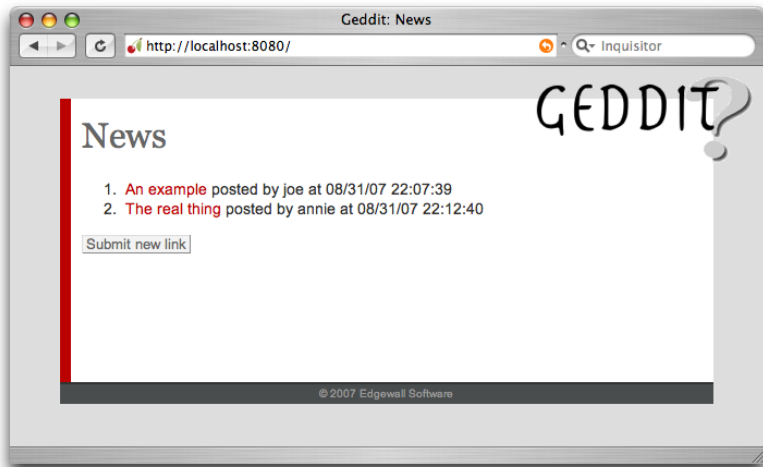 Geddit: News
http://localhost:8080/
Inquisitor
GEDDIT?
News
1. An example posted by joe at 08/31/07 22:07:39
2. The real thing posted by annie at 08/31/07 22:12:40
Submit new link
© 2007 Edgewall Software